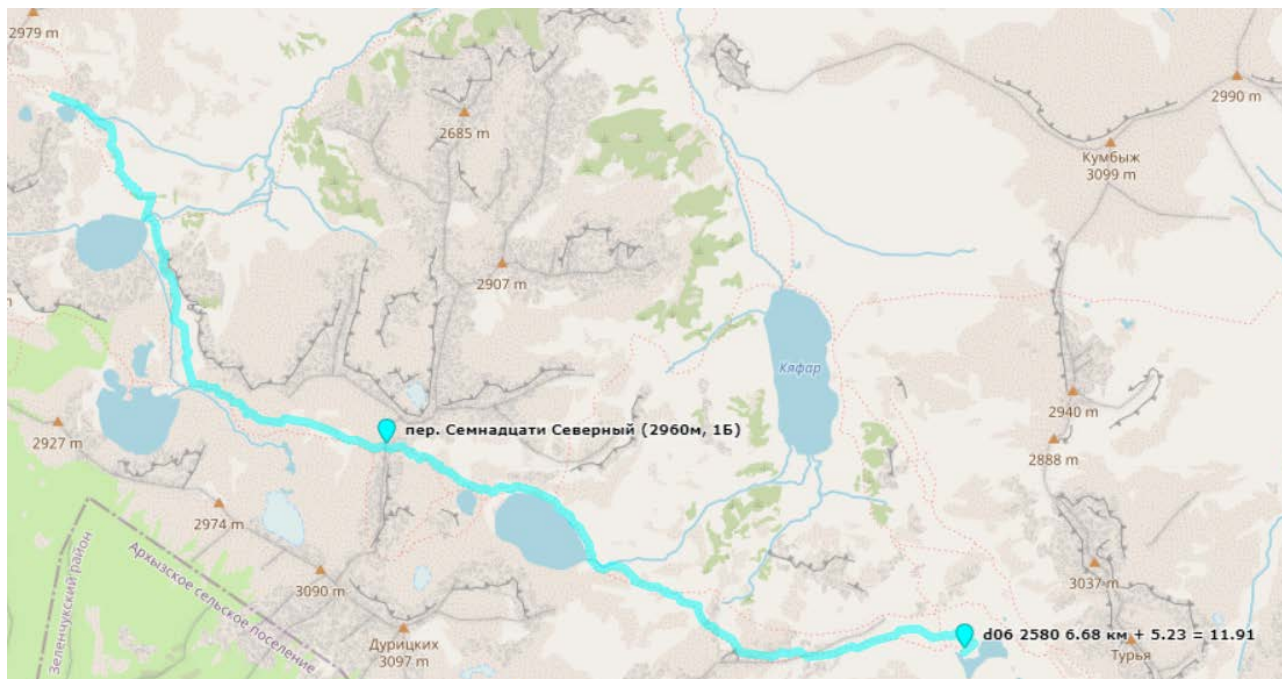 2979 m
2990 m
2685 m
Кумбыж
3099 m
2907 m
Кяфар
2940 m
пер. Семнадцати Северный (2960м, 1Б)
2927 m
2888 m
2974 m
3090 m
3037 m
Зеленчукский район
Архызское сельское поселение
Дурицких
3097 m
d06 2580 6.68 км + 5.23 = 11.91
Турья